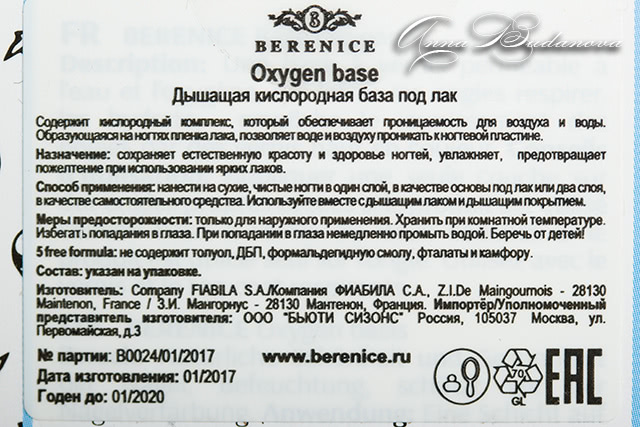 Anna Budanova
BERENICE
Oxygen base
Дышащая кислородная база под лак
Содержит кислородный комплекс, который обеспечивает проницаемость для воздуха и воды.
Образующаяся на ногтях пленка лака, позволяет воде и воздуху проникать к ногтевой пластине.
Назначение: сохраняет естественную красоту и здоровье ногтей, увлажняет, предотвращает
пожелтение при использовании ярких лаков.
Способ применения: нанести на сухие, чистые ногти в один слой, в качестве основы под лак или два слоя,
в качестве самостоятельного средства. Используйте вместе с дышащим лаком и дышащим покрытием.
Меры предосторожности: только для наружного применения. Хранить при комнатной температуре.
Избегать попадания в глаза. При попадании в глаза немедленно промыть водой. Беречь от детей!
5 free formula: не содержит толуол, ДБП, формальдегидную смолу, фталаты и камфору.
Состав: указан на упаковке.
Изготовитель: Company FIABILA S.A./Компания ФИАБИЛА С.А., Z.I.De Maingournois - 28130
Maintenon, France / З.И. Мангорнус - 28130 Мантенон, Франция. Импортёр/Уполномоченный
представитель изготовителя: ООО "БЬЮТИ СИЗОНС" Россия, 105037 Москва, ул.
Первомайская, д.3
№ партии: B0024/01/2017 www.berenice.ru
Дата изготовления: 01/2017
Годен до: 01/2020
70
GL
EAC